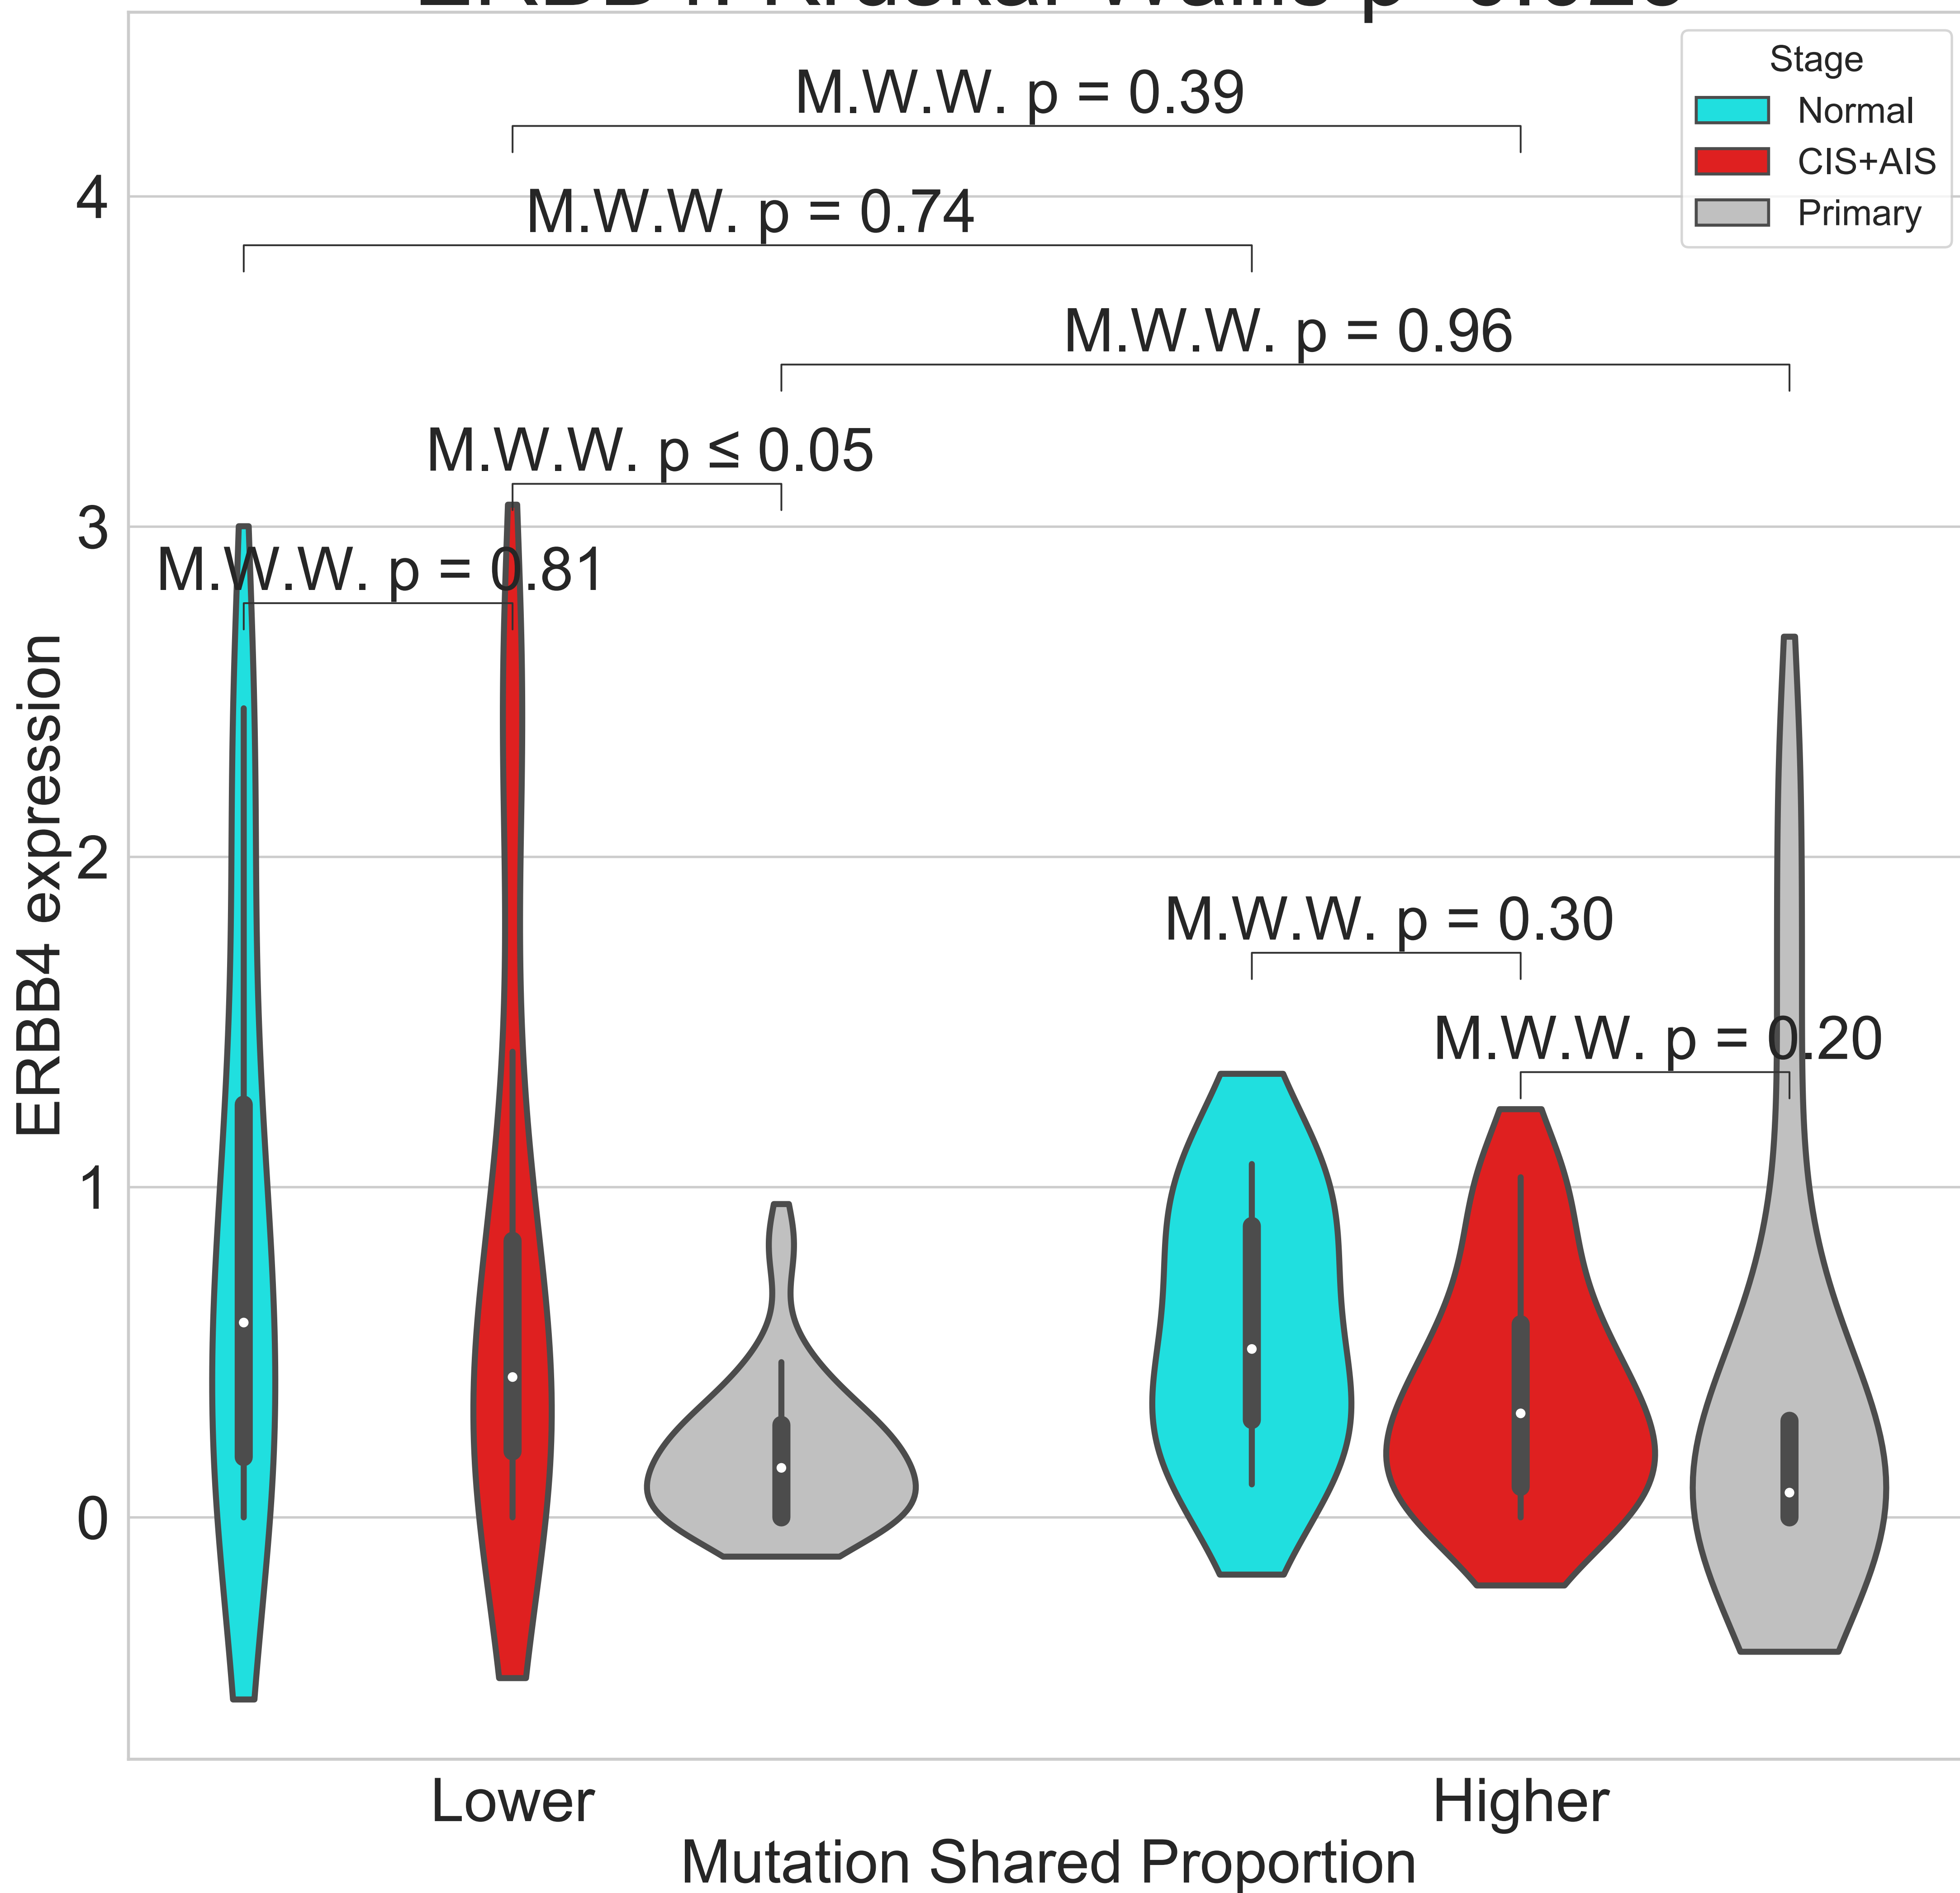 Stage
Normal
CIS+AIS
Primary
M.W.W. p = 0.39
M.W.W. p = 0.74
M.W.W. p = 0.96
M.W.W. p ≤ 0.05
M.W.W. p = 0.81
M.W.W. p = 0.30
M.W.W. p = 0.20
4
3
2
1
0
ERBB4 expression
Lower
Higher
Mutation Shared Proportion